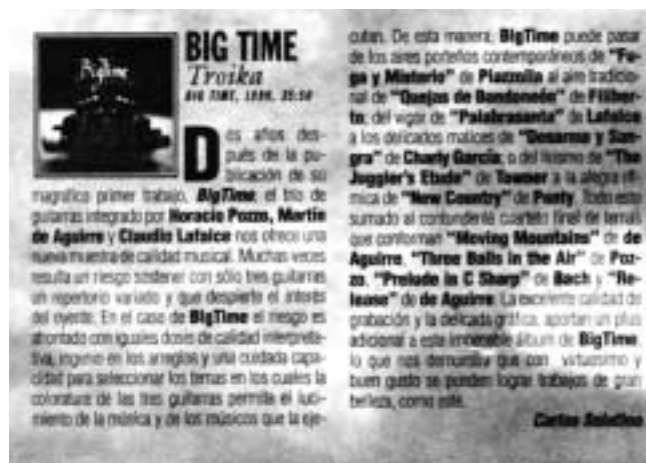 BigTime
BIG TIME
Troika
BIG TIME, 1999, 35:50
Dos años des-
pués de la pu-
blicación de su
magnífico primer trabajo, BigTime, el trío de
guitarras integrado por Horacio Pozzo, Martín
de Aguirre y Claudio Lafalce nos ofrece una
nueva muestra de calidad musical. Muchas veces
resulta un riesgo sostener con sólo tres guitarras
un repertorio variado y que despierte el interés
del oyente. En el caso de BigTime el riesgo es
afrontado con iguales dosis de calidad interpreta-
tiva, ingenio en los arreglos y una cuidada capa-
cidad para seleccionar los temas en los cuales la
coloratura de las tres guitarras permite el luci-
miento de la música y de los músicos que la eje-
cutan. De esta manera, BigTime puede pasar
de los aires porteños contemporáneos de "Fu-
ga y Misterio" de Piazzolla al aire tradicio-
nal de "Quejas de Bandoneón" de Filiber-
to; del vigor de "Palabrasanta" de Lafalce
a los delicados matices de "Desarma y San-
gra" de Charly García; o del lirismo de "The
Juggler's Etude" de Towner a la alegre rít-
mica de "New Country" de Ponty. Todo esto
sumado al contundente cuarteto final de temas
que conforman "Moving Mountains" de de
Aguirre, "Three Balls in the Air" de Poz-
zo, "Prelude in C Sharp" de Bach y "Re-
lease" de de Aguirre. La excelente calidad de
grabación y la delicada gráfica, aportan un plus
adicional a este álbum de BigTime,
lo que nos demuestra que con virtuosismo y
buen gusto se pueden lograr trabajos de gran
belleza, como este.
Carlos